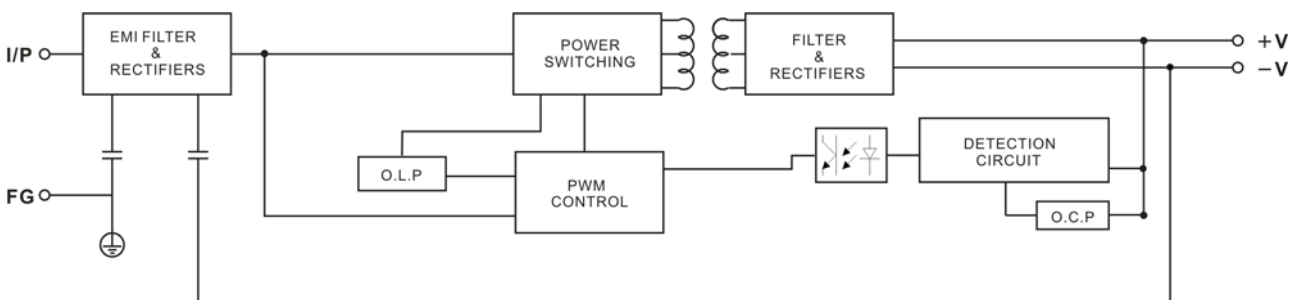 I/P
EMI FILTER
&
RECTIFIERS
POWER
SWITCHING
FILTER
&
RECTIFIERS
+V
−V
O.L.P
PWM
CONTROL
DETECTION
CIRCUIT
O.C.P
FG